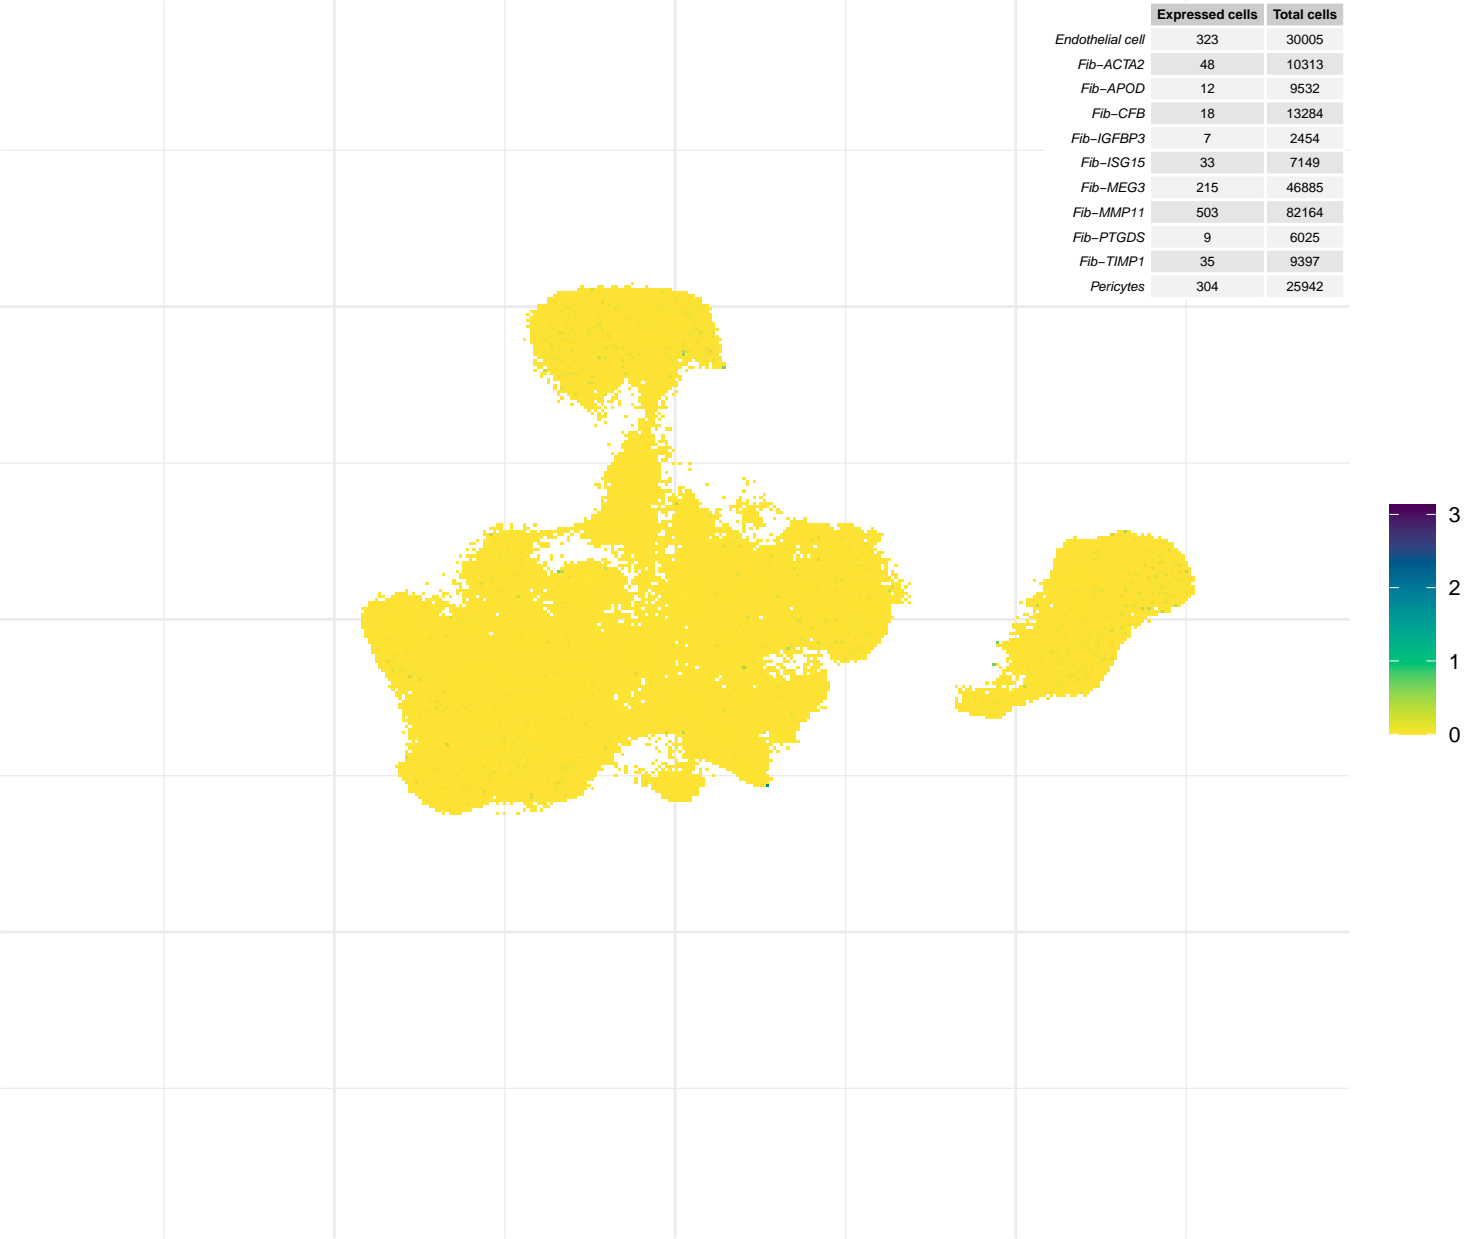 Expressed cells Total cells
Endothelial cell 323 30005
Fib−ACTA2 48 10313
Fib−APOD 12 9532
Fib−CFB 18 13284
Fib−IGFBP3 7 2454
Fib−ISG15 33 7149
Fib−MEG3 215 46885
Fib−MMP11 503 82164
Fib−PTGDS 9 6025
Fib−TIMP1 35 9397
Pericytes 304 25942
3
2
1
0